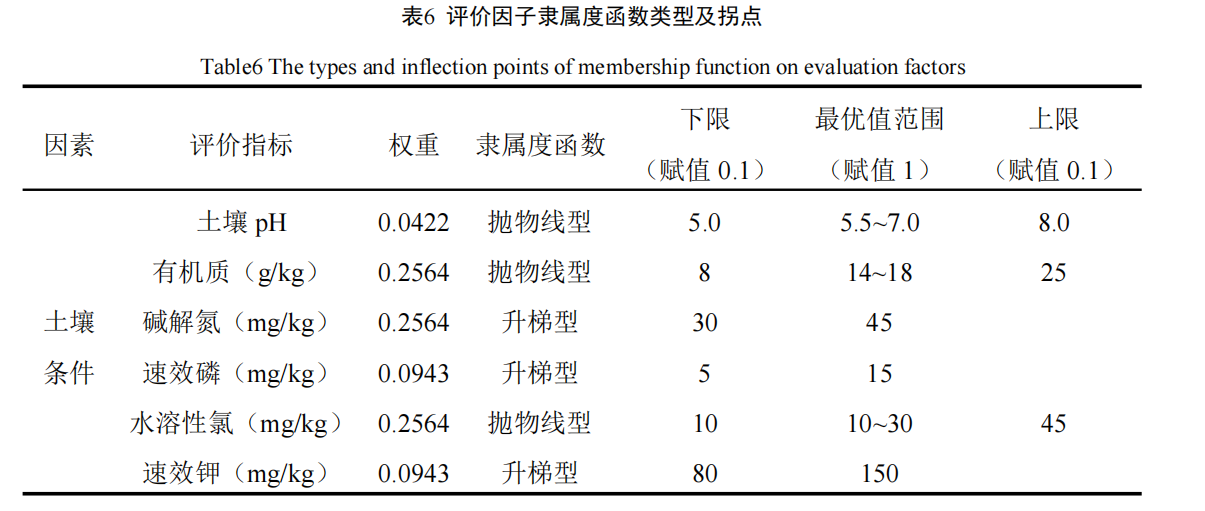 表6 评价因子隶属度函数类型及拐点
Table6 The types and inflection points of membership function on evaluation factors
因素 评价指标 权重 隶属度函数 下限（赋值 0.1） 最优值范围（赋值 1） 上限（赋值 0.1）
土壤 pH 0.0422 抛物线型 5.0 5.5~7.0 8.0
有机质（g/kg） 0.2564 抛物线型 8 14~18 25
土壤 碱解氮（mg/kg） 0.2564 升梯型 30 45
条件 速效磷（mg/kg） 0.0943 升梯型 5 15
水溶性氯（mg/kg） 0.2564 抛物线型 10 10~30 45
速效钾（mg/kg） 0.0943 升梯型 80 150